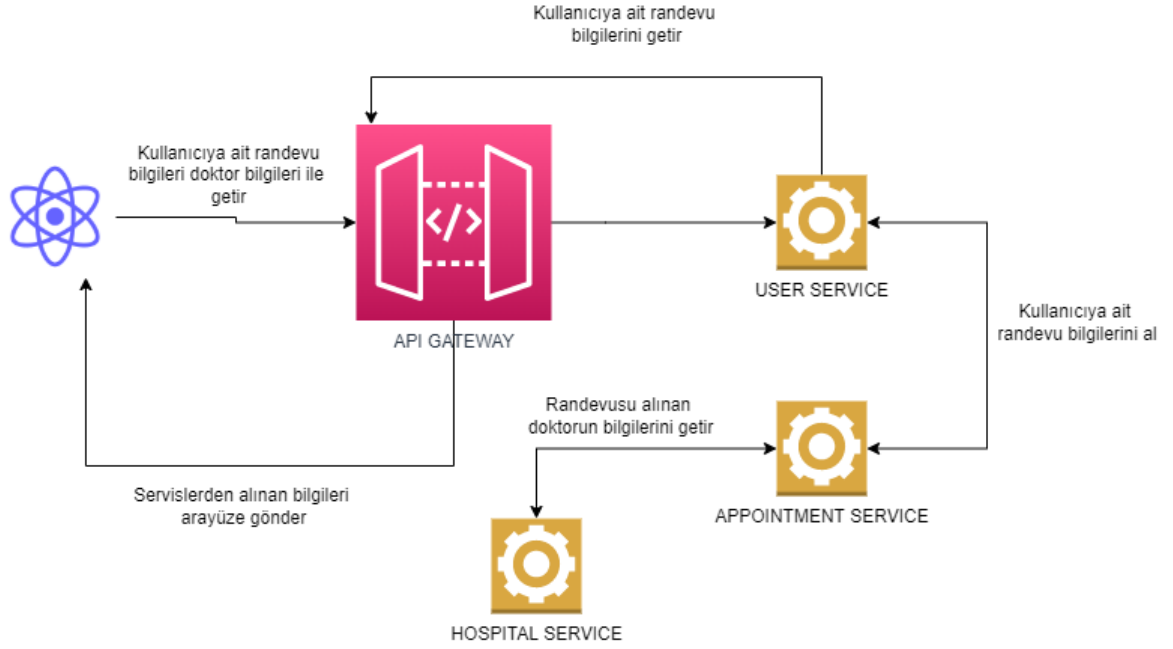 Kullanıcıya ait randevu
bilgilerini getir
Kullanıcıya ait randevu
bilgileri doktor bilgileri ile
getir
</>
USER SERVICE
API GATEWAY
Kullanıcıya ait
randevu bilgilerini al
Randevusu alınan
doktorun bilgilerini getir
Servislerden alınan bilgileri
arayüze gönder
APPOINTMENT SERVICE
HOSPITAL SERVICE